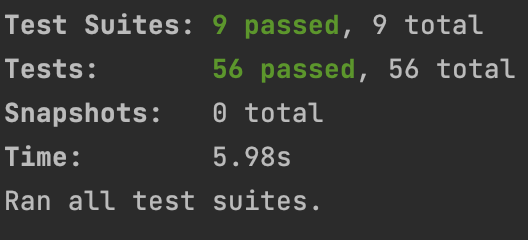 Test Suites: 9 passed, 9 total
Tests:       56 passed, 56 total
Snapshots:   0 total
Time:        5.98s
Ran all test suites.